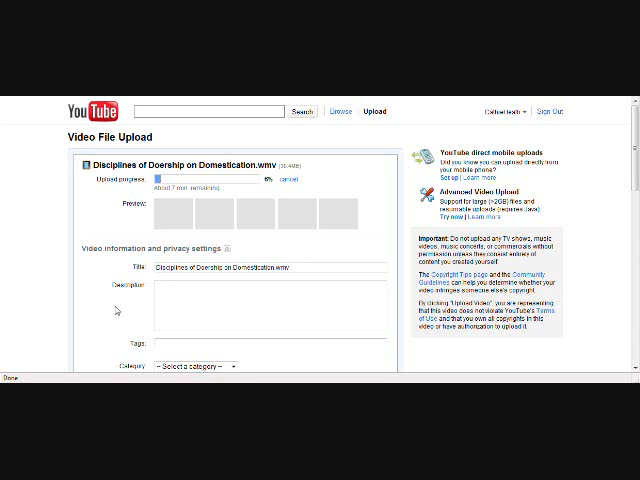 YouTube
Search
Browse
Upload
CathieHeath
Sign Out
Video File Upload
Disciplines of Doership on Domestication.wmv (36.4MB)
Upload progress:
6%
cancel
About 7 min. remaining...
Preview:
Video information and privacy settings
Title:
Disciplines of Doership on Domestication.wmv
Description:
Tags:
Category:
-- Select a category --
YouTube direct mobile uploads
Did you know you can upload directly from
your mobile phone?
Set up | Learn more
Advanced Video Upload
Support for large (>2GB) files and
resumable uploads (requires Java).
Try now | Learn more
Important: Do not upload any TV shows, music
videos, music concerts, or commercials without
permission unless they consist entirely of
content you created yourself.
The Copyright Tips page and the Community
Guidelines can help you determine whether your
video infringes someone else's copyright.
By clicking "Upload Video", you are representing
that this video does not violate YouTube's Terms
of Use and that you own all copyrights in this
video or have authorization to upload it.
Done